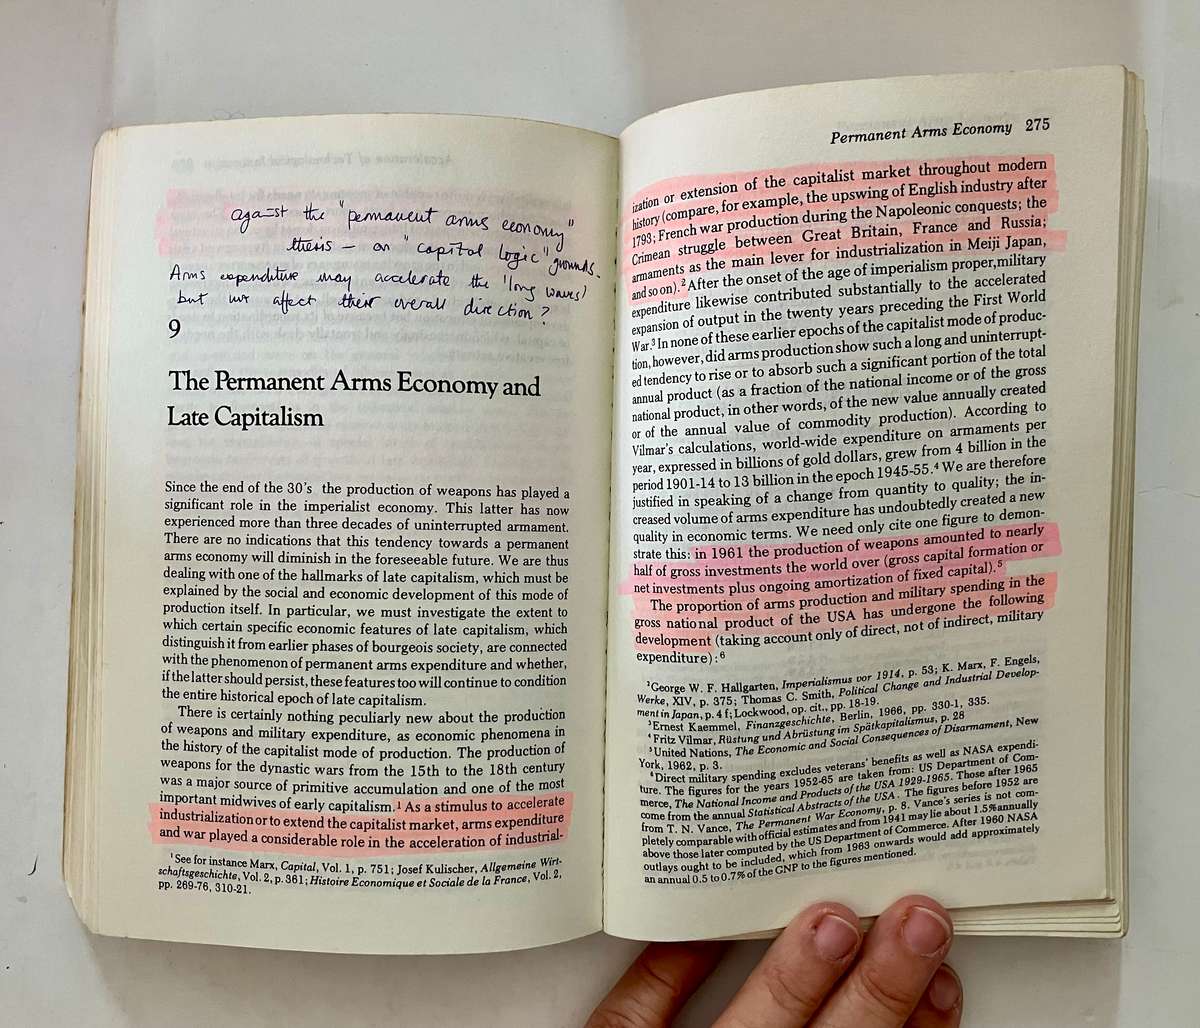 against the "permanent arms economy"
thesis – on "capital logic" grounds.
Arms expenditure may accelerate the 'long waves'
but not affect their overall direction?
9
The Permanent Arms Economy and
Late Capitalism
Since the end of the 30's the production of weapons has played a
significant role in the imperialist economy. This latter has now
experienced more than three decades of uninterrupted armament.
There are no indications that this tendency towards a permanent
arms economy will diminish in the foreseeable future. We are thus
dealing with one of the hallmarks of late capitalism, which must be
explained by the social and economic development of this mode of
production itself. In particular, we must investigate the extent to
which certain specific economic features of late capitalism, which
distinguish it from earlier phases of bourgeois society, are connected
with the phenomenon of permanent arms expenditure and whether,
if the latter should persist, these features too will continue to condition
the entire historical epoch of late capitalism.
There is certainly nothing peculiarly new about the production
of weapons and military expenditure, as economic phenomena in
the history of the capitalist mode of production. The production of
weapons for the dynastic wars from the 15th to the 18th century
was a major source of primitive accumulation and one of the most
important midwives of early capitalism.¹ As a stimulus to accelerate
industrialization or to extend the capitalist market, arms expenditure
and war played a considerable role in the acceleration of industrial-
¹See for instance Marx, Capital, Vol. 1, p. 751; Josef Kulischer, Allgemeine Wirt-
schaftsgeschichte, Vol. 2, p. 361; Histoire Economique et Sociale de la France, Vol. 2,
pp. 269-76, 310-21.
Permanent Arms Economy 275
ization or extension of the capitalist market throughout modern
history (compare, for example, the upswing of English industry after
1793; French war production during the Napoleonic conquests; the
Crimean struggle between Great Britain, France and Russia;
armaments as the main lever for industrialization in Meiji Japan,
and so on).² After the onset of the age of imperialism proper, military
expenditure likewise contributed substantially to the accelerated
expansion of output in the twenty years preceding the First World
War.³ In none of these earlier epochs of the capitalist mode of produc-
tion, however, did arms production show such a long and uninterrupt-
ed tendency to rise or to absorb such a significant portion of the total
annual product (as a fraction of the national income or of the gross
national product, in other words, of the new value annually created
or of the annual value of commodity production). According to
Vilmar's calculations, world-wide expenditure on armaments per
year, expressed in billions of gold dollars, grew from 4 billion in the
period 1901-14 to 13 billion in the epoch 1945-55.⁴ We are therefore
justified in speaking of a change from quantity to quality; the in-
creased volume of arms expenditure has undoubtedly created a new
quality in economic terms. We need only cite one figure to demon-
strate this: in 1961 the production of weapons amounted to nearly
half of gross investments the world over (gross capital formation or
net investments plus ongoing amortization of fixed capital).⁵
The proportion of arms production and military spending in the
gross national product of the USA has undergone the following
development (taking account only of direct, not of indirect, military
expenditure):⁶
²George W. F. Hallgarten, Imperialismus vor 1914, p. 53; K. Marx, F. Engels,
Werke, XIV, p. 375; Thomas C. Smith, Political Change and Industrial Develop-
ment in Japan, p. 4 f; Lockwood, op. cit., pp. 18-19.
³Ernest Kaemmel, Finanzgeschichte, Berlin, 1966, pp. 330-1, 335.
⁴Fritz Vilmar, Rüstung und Abrüstung im Spätkapitalismus, p. 28
⁵United Nations, The Economic and Social Consequences of Disarmament, New
York, 1962, p. 3.
⁶Direct military spending excludes veterans' benefits as well as NASA expendi-
ture. The figures for the years 1952-65 are taken from: US Department of Com-
merce, The National Income and Products of the USA 1929-1965. Those after 1965
come from the annual Statistical Abstracts of the USA. The figures before 1952 are
from T. N. Vance, The Permanent War Economy, p. 8. Vance's series is not com-
pletely comparable with official estimates and from 1941 may lie about 1.5% annually
above those later computed by the US Department of Commerce. After 1960 NASA
outlays ought to be included, which from 1963 onwards would add approximately
an annual 0.5 to 0.7% of the GNP to the figures mentioned.